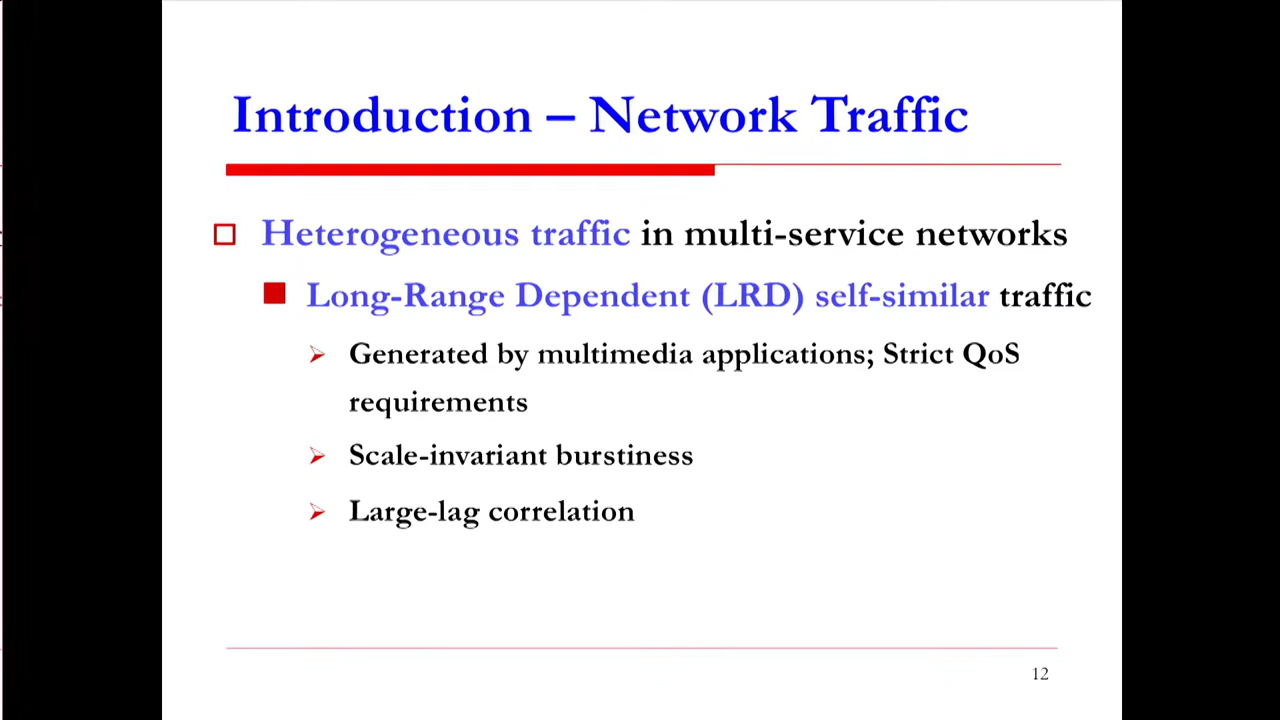 Introduction – Network Traffic
Heterogeneous traffic in multi-service networks
Long-Range Dependent (LRD) self-similar traffic
Generated by multimedia applications; Strict QoS
requirements
Scale-invariant burstiness
Large-lag correlation
12